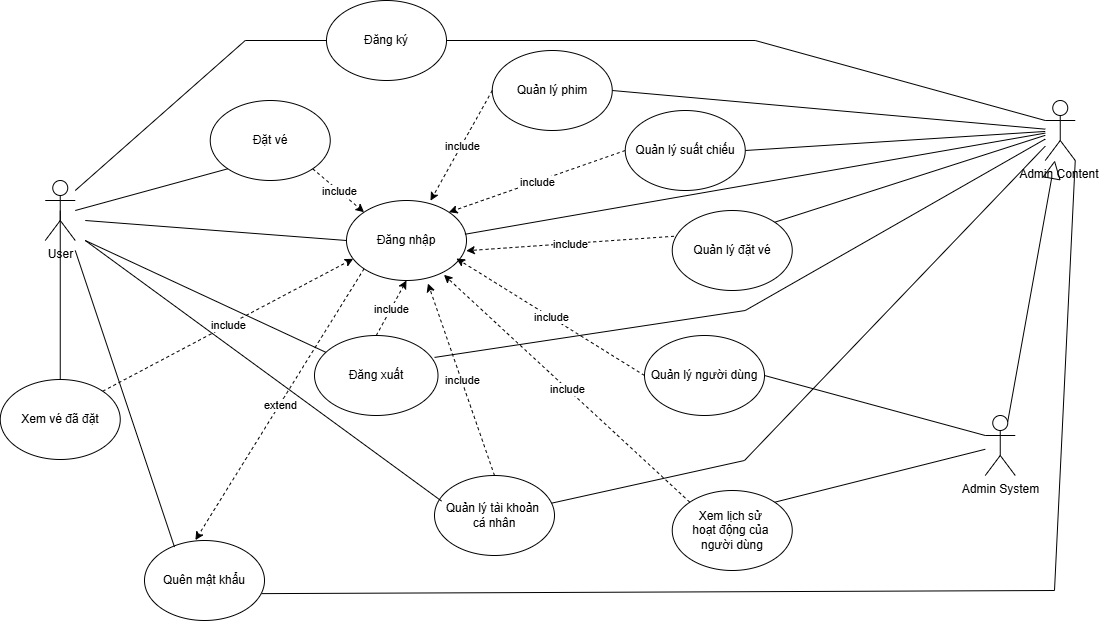 Đăng ký
Quản lý phim
Đặt vé
include
Quản lý suất chiếu
Admin Content
include
include
Đăng nhập
include
Quản lý đặt vé
User
include
include
include
Đăng xuất
include
include
Quản lý người dùng
extend
Xem vé đã đặt
Admin System
Quản lý tài khoản
cá nhân
Xem lịch sử
hoạt động của
người dùng
Quên mật khẩu